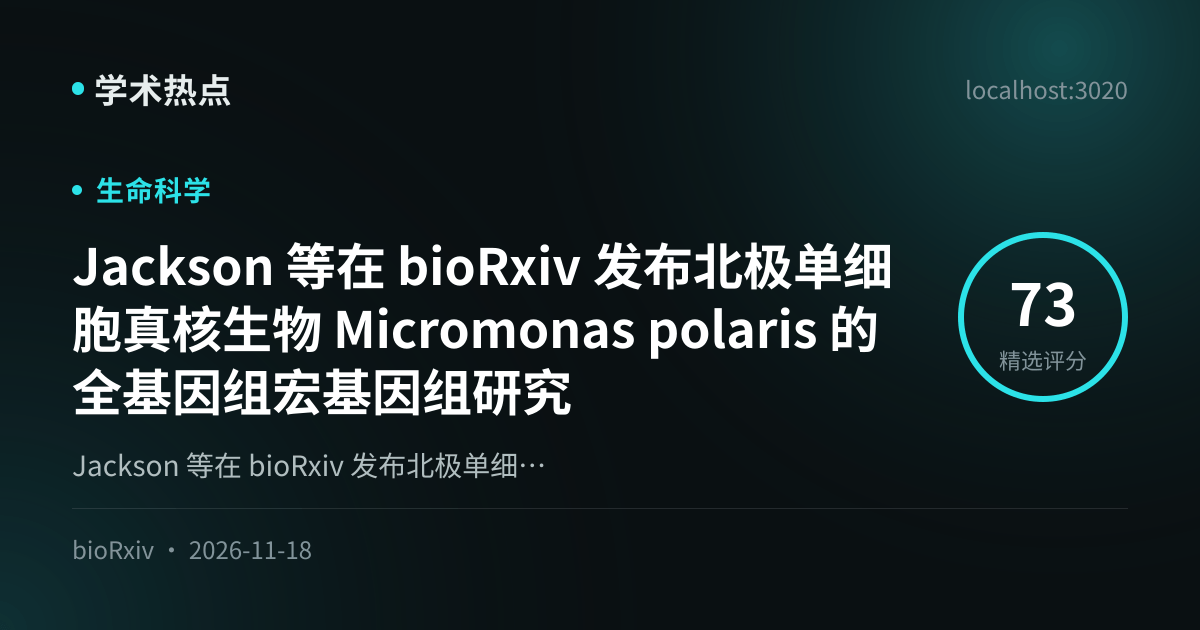 学术热点
localhost:3020
生命科学
Jackson 等在 bioRxiv 发布北极单细
胞真核生物 Micromonas polaris 的
全基因组宏基因组研究
73
精选评分
Jackson 等在 bioRxiv 发布北极单细…
bioRxiv · 2026-11-18